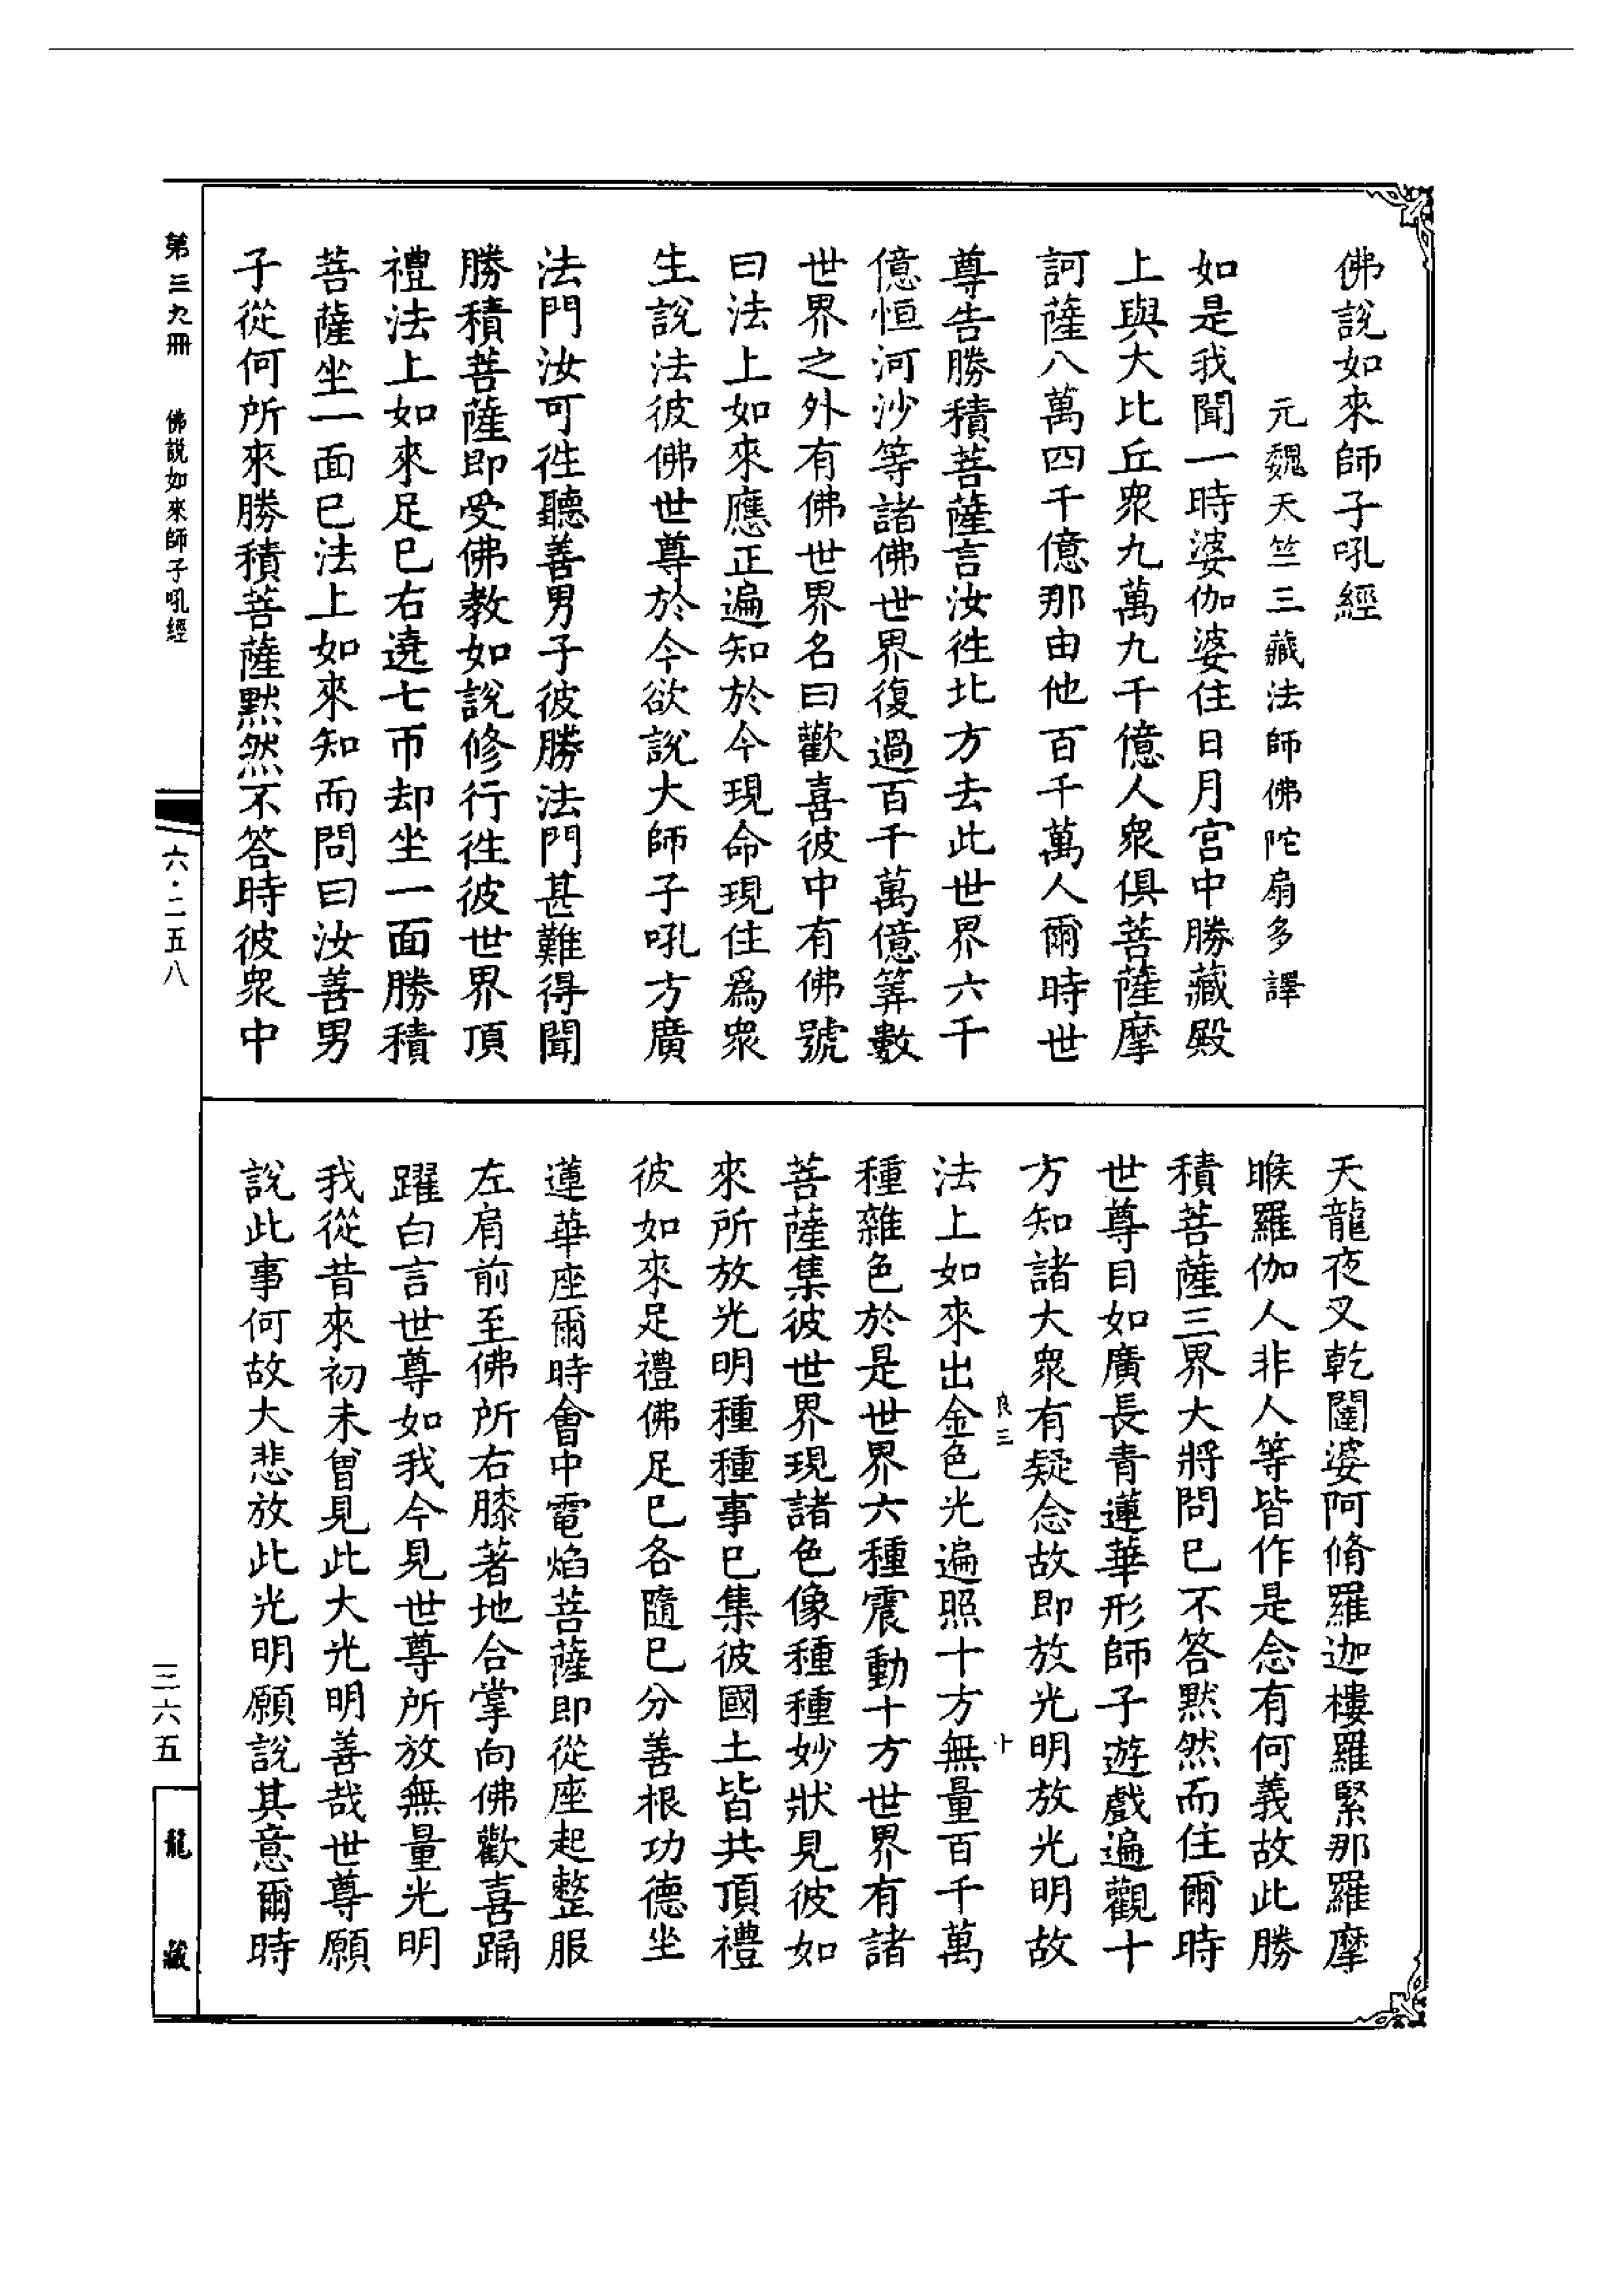 佛說如來師子吼經
元魏天竺三藏法師佛陀扇多譯
如是我聞一時婆伽婆住日月宮中勝藏殿
上與大比丘衆九萬九千億人衆俱菩薩摩
訶薩八萬四千億那由他百千萬人爾時世
尊告勝積菩薩言汝徃北方去此世界六千
億恒河沙等諸佛世界復過百千萬億筭數
世界之外有佛世界名曰歡喜彼中有佛號
曰法上如來應正遍知於今現命現住爲衆
生說法彼佛世尊於今欲說大師子吼方廣
法門汝可徃聽善男子彼勝法門甚難得聞
勝積菩薩即受佛教如說修行徃彼世界頂
禮法上如來足巳右遶七帀却坐一面勝積
菩薩坐一面巳法上如來知而問曰汝善男
子從何所來勝積菩薩默然不答時彼衆中
天龍夜叉乾闥婆阿脩羅迦樓羅緊那羅摩
睺羅伽人非人等皆作是念有何義故此勝
積菩薩三界大將問巳不答默然而住爾時
世尊目如廣長青蓮華形師子遊戲遍觀十
方知諸大衆有疑念故即放光明放光明故
良三 十
法上如來出金色光遍照十方無量百千萬
種雜色於是世界六種震動十方世界有諸
菩薩集彼世界現諸色像種種妙狀見彼如
來所放光明種種事巳集彼國土皆共頂禮
彼如來足禮佛足巳各隨巳分善根功德坐
蓮華座爾時會中電焰菩薩即從座起整服
左肩前至佛所右膝著地合掌向佛歡喜踊
躍白言世尊如我今見世尊所放無量光明
我從昔來初未曾見此大光明善哉世尊願
說此事何故大悲放此光明願說其意爾時
第三九冊 佛說如來師子吼經
六·二五八
三六五
龍藏